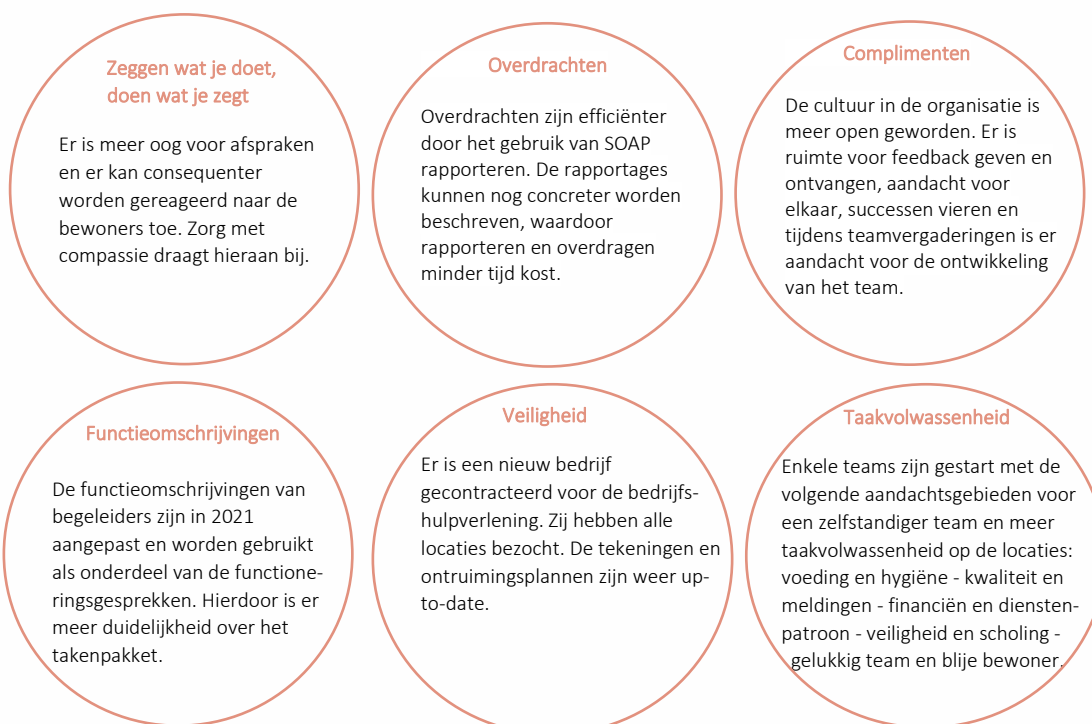 Zeggen wat je doet,
doen wat je zegt
Er is meer oog voor afspraken
en er kan consequenter
worden gereageerd naar de
bewoners toe. Zorg met
compassie draagt hieraan bij.
Overdrachten
Overdrachten zijn efficiënter
door het gebruik van SOAP
rapporteren. De rapportages
kunnen nog concreter worden
beschreven, waardoor
rapporteren en overdragen
minder tijd kost.
Complimenten
De cultuur in de organisatie is
meer open geworden. Er is
ruimte voor feedback geven en
ontvangen, aandacht voor
elkaar, successen vieren en
tijdens teamvergaderingen is er
aandacht voor de ontwikkeling
van het team.
Functieomschrijvingen
De functieomschrijvingen van
begeleiders zijn in 2021
aangepast en worden gebruikt
als onderdeel van de functione-
ringsgesprekken. Hierdoor is er
meer duidelijkheid over het
takenpakket.
Veiligheid
Er is een nieuw bedrijf
gecontracteerd voor de bedrijfs-
hulpverlening. Zij hebben alle
locaties bezocht. De tekeningen en
ontruimingsplannen zijn weer up-
to-date.
Taakvolwassenheid
Enkele teams zijn gestart met de
volgende aandachtsgebieden voor
een zelfstandiger team en meer
taakvolwassenheid op de locaties:
voeding en hygiëne - kwaliteit en
meldingen - financiën en diensten-
patroon - veiligheid en scholing -
gelukkig team en blije bewoner.